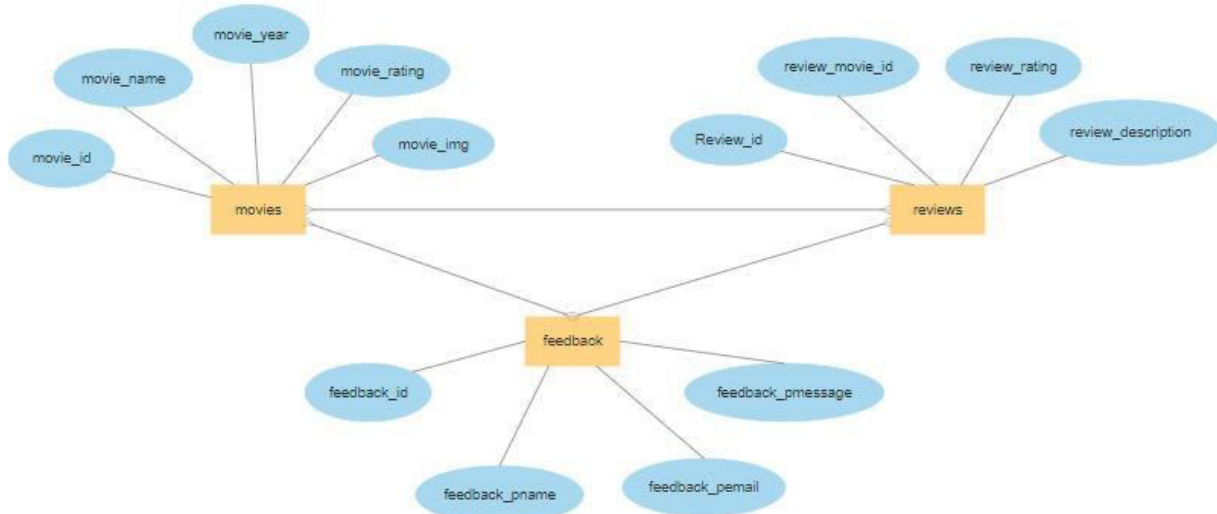 movie_year
movie_name
movie_rating
movie_id
movie_img
movies
review_movie_id
review_rating
Review_id
review_description
reviews
feedback
feedback_id
feedback_pmessage
feedback_pname
feedback_pemail